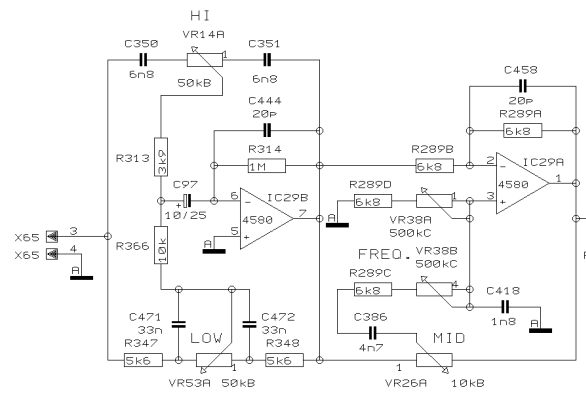 HI
C350
VR14A
1
C351
6n8
50kB
6n8
C458
C444
20p
20p
R289A
6k8
R313
3k9
R314
1M
R289B
6k8
IC29A
2
-
4580
1
C97
+
10/25
6
-
IC29B
R289D
6k8
1
3
+
4580
7
VR38A
500kC
X65
3
R366
10k
A
5
+
A
X65
4
FREQ.
VR38B
500kC
A
R289C
6k8
4
C418
1n8
A
C471
33n
C472
33n
LOW
C386
4n7
MID
R347
5k6
1
R348
5k6
1
VR53A
50kB
VR26A
10kB